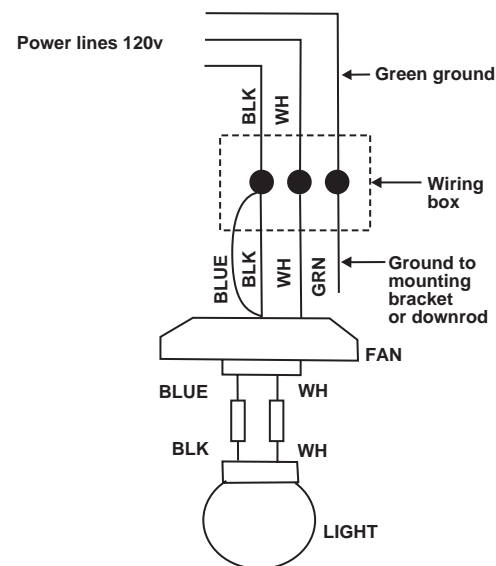 Power lines 120v
Green ground
BLK
WH
Wiring
box
BLUE
BLK
WH
GRN
Ground to
mounting
bracket
or downrod
FAN
BLUE
WH
BLK
WH
LIGHT